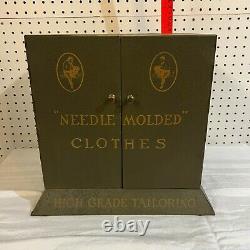 "NEEDLE MOLDED"
CLOTHES
HIGH GRADE TAILORING